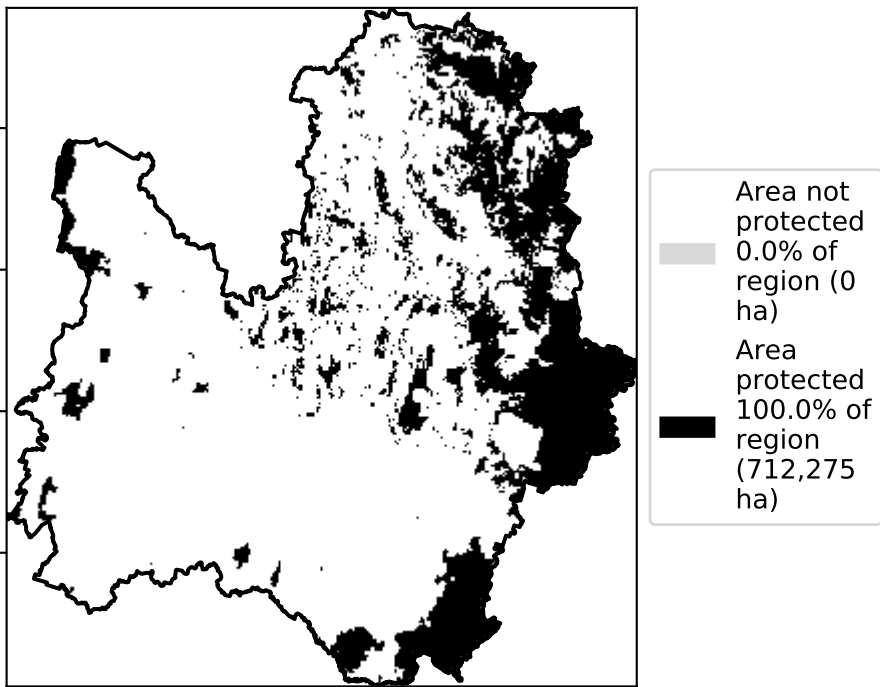 Area not
protected
0.0% of
region (0
ha)
Area
protected
100.0% of
region
(712,275
ha)